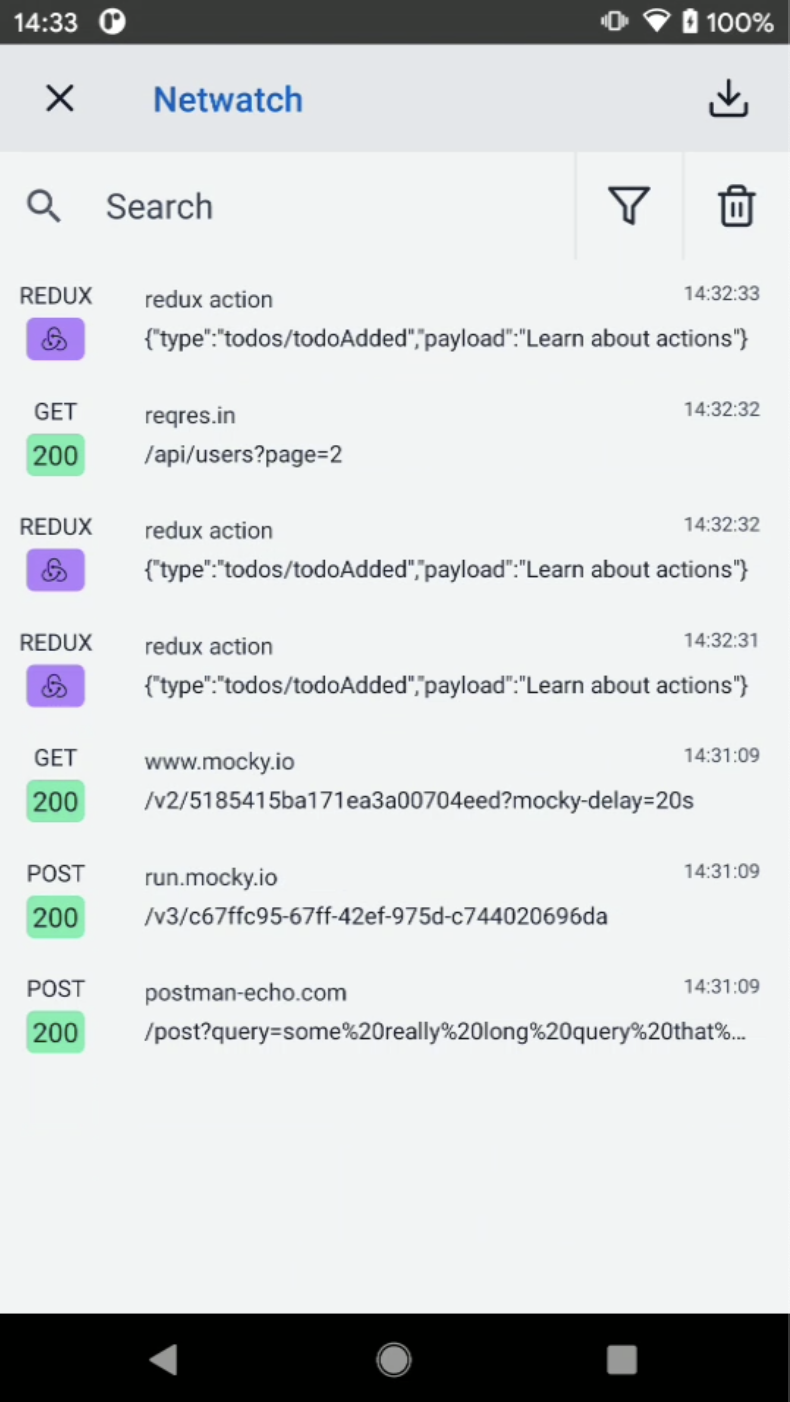 14:33 100%
Netwatch
Search
REDUX redux action 14:32:33
{"type":"todos/todoAdded","payload":"Learn about actions"}
GET reqres.in 14:32:32
200 /api/users?page=2
REDUX redux action 14:32:32
{"type":"todos/todoAdded","payload":"Learn about actions"}
REDUX redux action 14:32:31
{"type":"todos/todoAdded","payload":"Learn about actions"}
GET www.mocky.io 14:31:09
200 /v2/5185415ba171ea3a00704eed?mocky-delay=20s
POST run.mocky.io 14:31:09
200 /v3/c67ffc95-67ff-42ef-975d-c744020696da
POST postman-echo.com 14:31:09
200 /post?query=some%20really%20long%20query%20that%...